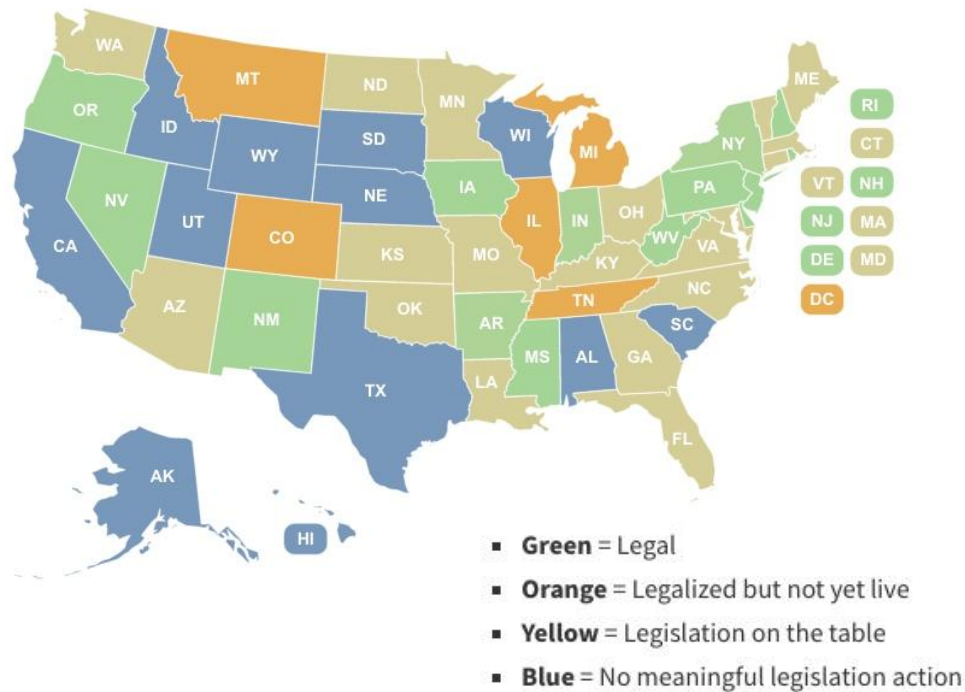 WA
MT
ND
MN
ME
OR
ID
WY
SD
WI
MI
NY
RI
CT
VT
NH
NJ
MA
DE
MD
DC
NV
UT
CO
NE
IA
IL
IN
OH
PA
WV
VA
CA
AZ
NM
KS
MO
KY
NC
OK
AR
TN
SC
TX
LA
MS
AL
GA
FL
AK
HI
▪ Green = Legal
▪ Orange = Legalized but not yet live
▪ Yellow = Legislation on the table
▪ Blue = No meaningful legislation action